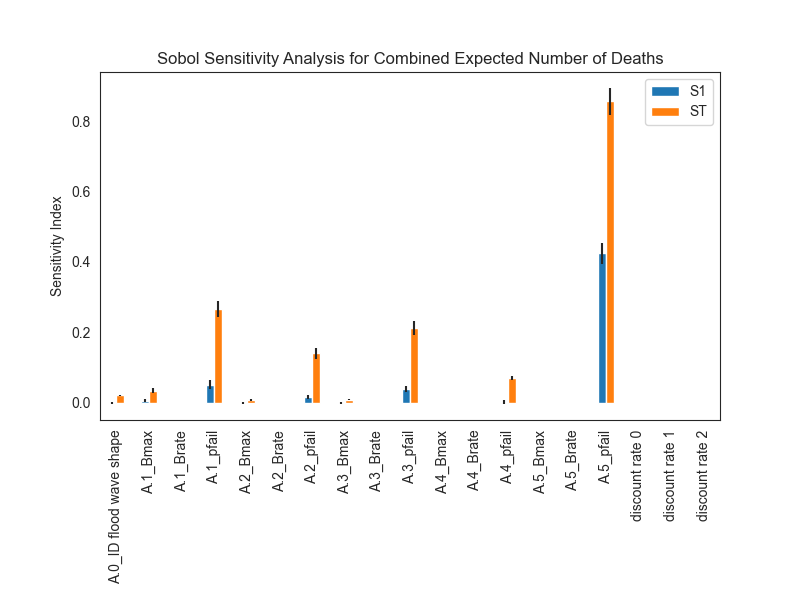 Sobol Sensitivity Analysis for Combined Expected Number of Deaths
S1
ST
Sensitivity Index
0.8
0.6
0.4
0.2
0.0
A.0_ID flood wave shape
A.1_Bmax
A.1_Brate
A.1_pfail
A.2_Bmax
A.2_Brate
A.2_pfail
A.3_Bmax
A.3_Brate
A.3_pfail
A.4_Bmax
A.4_Brate
A.4_pfail
A.5_Bmax
A.5_Brate
A.5_pfail
discount rate 0
discount rate 1
discount rate 2